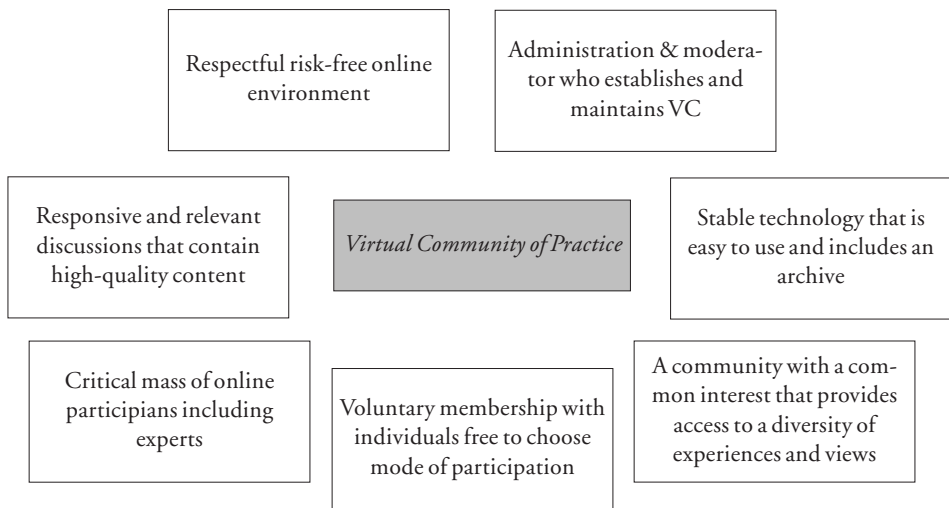 Respectful risk-free online
environment
Administration & modera-
tor who establishes and
maintains VC
Responsive and relevant
discussions that contain
high-quality content
Virtual Community of Practice
Stable technology that is
easy to use and includes an
archive
Critical mass of online
participians including
experts
Voluntary membership with
individuals free to choose
mode of participation
A community with a com-
mon interest that provides
access to a diversity of
experiences and views